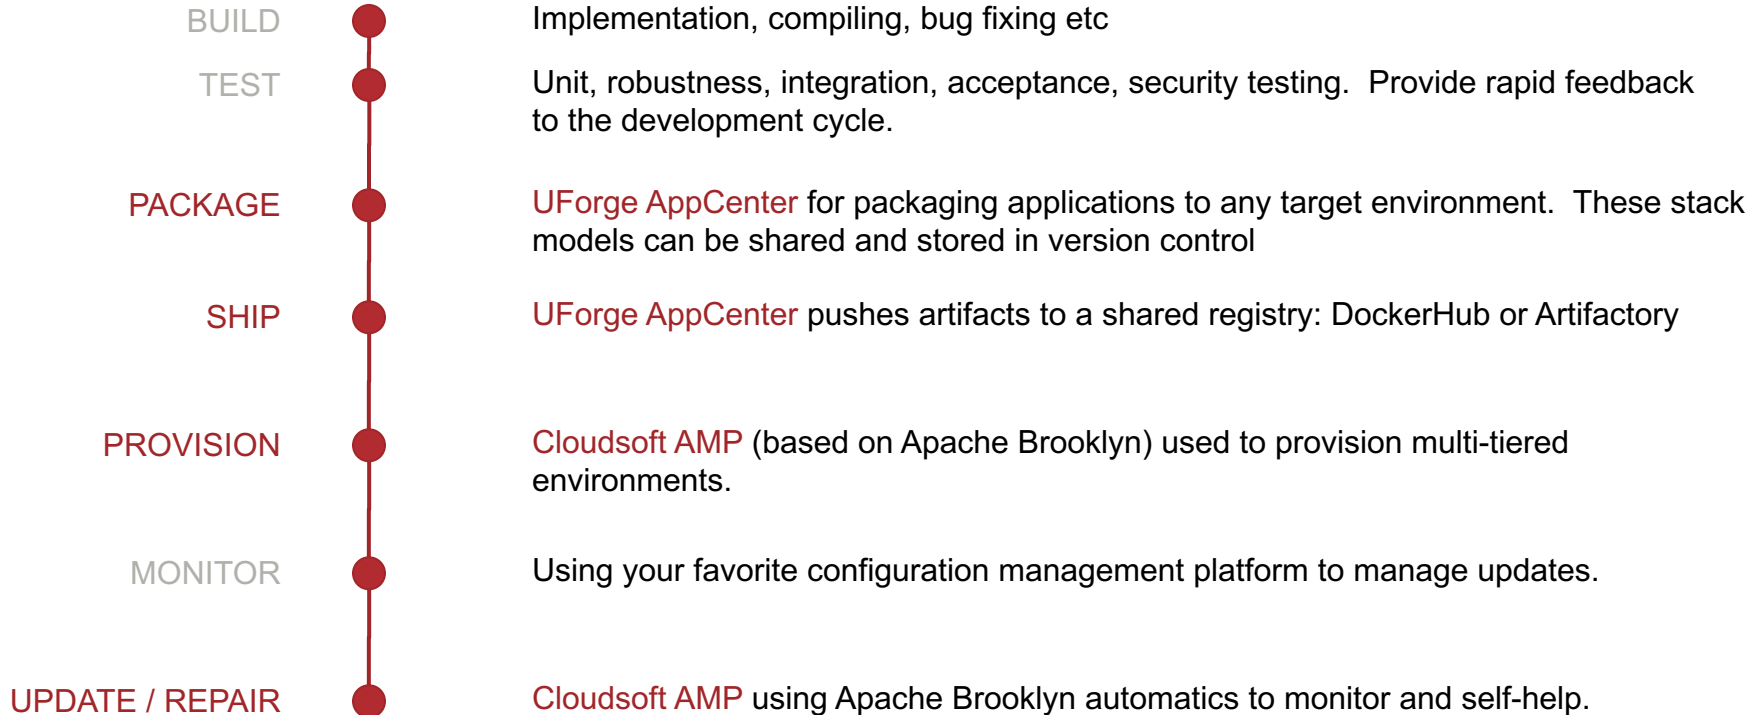 BUILD Implementation, compiling, bug fixing etc
TEST Unit, robustness, integration, acceptance, security testing.  Provide rapid feedback
to the development cycle.
PACKAGE UForge AppCenter for packaging applications to any target environment.  These stack
models can be shared and stored in version control
SHIP UForge AppCenter pushes artifacts to a shared registry: DockerHub or Artifactory
PROVISION Cloudsoft AMP (based on Apache Brooklyn) used to provision multi-tiered
environments.
MONITOR Using your favorite configuration management platform to manage updates.
UPDATE / REPAIR Cloudsoft AMP using Apache Brooklyn automatics to monitor and self-help.